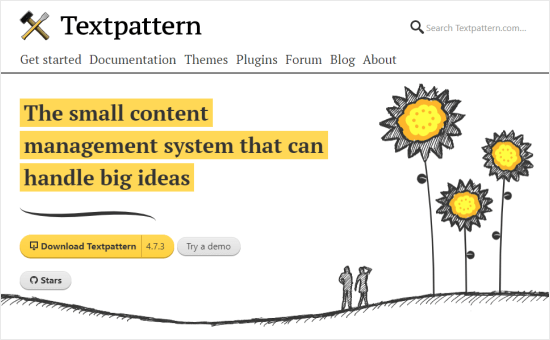 Textpattern
Search Textpattern.com...
Get started Documentation Themes Plugins Forum Blog About
The small content
management system that can
handle big ideas
Download Textpattern 4.7.3 Try a demo
Stars